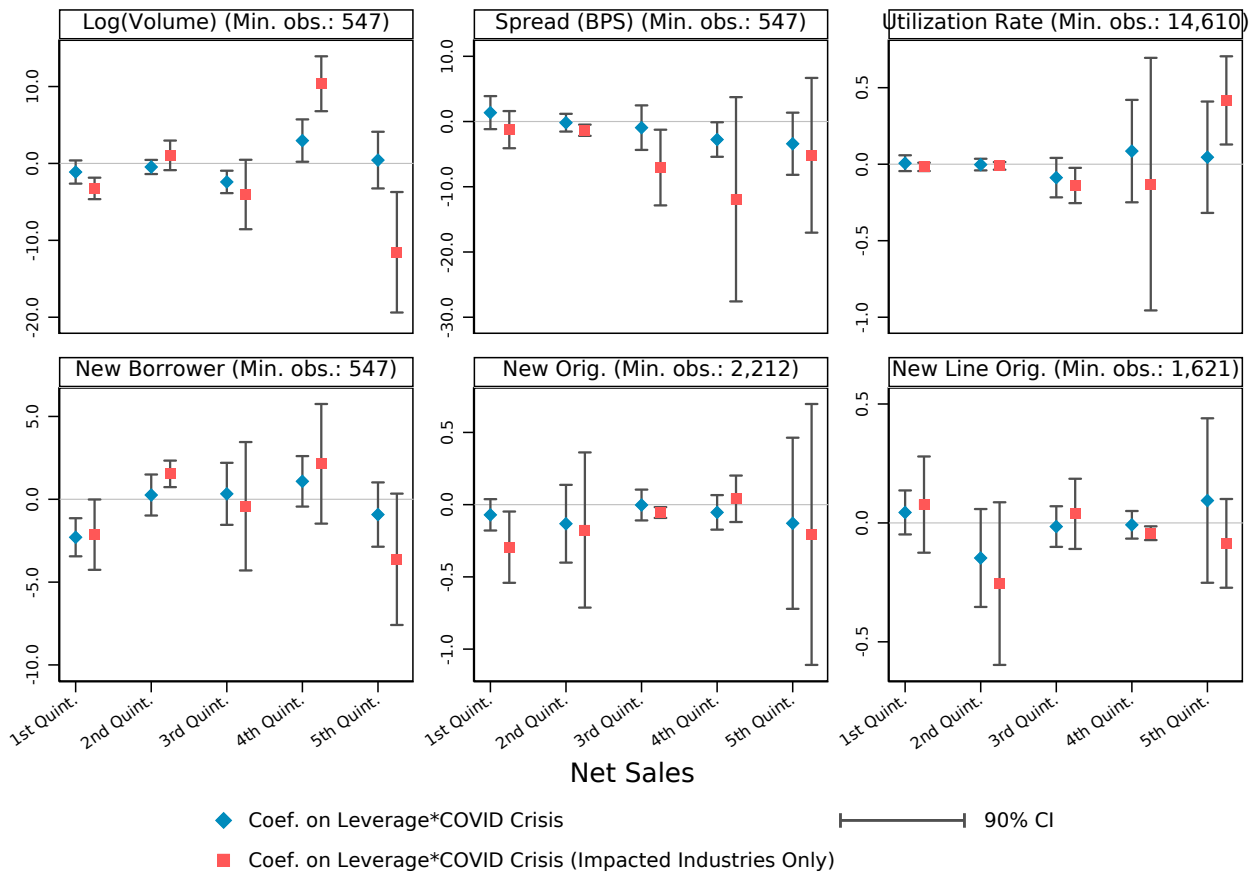 Log(Volume) (Min. obs.: 547)
Spread (BPS) (Min. obs.: 547)
Utilization Rate (Min. obs.: 14,610)
10.0
0.0
-10.0
-20.0
10.0
0.0
-10.0
-20.0
-30.0
0.5
0.0
-0.5
-1.0
New Borrower (Min. obs.: 547)
New Orig. (Min. obs.: 2,212)
New Line Orig. (Min. obs.: 1,621)
5.0
0.0
-5.0
-10.0
0.5
0.0
-0.5
-1.0
0.5
0.0
-0.5
1st Quint.
2nd Quint.
3rd Quint.
4th Quint.
5th Quint.
1st Quint.
2nd Quint.
3rd Quint.
4th Quint.
5th Quint.
1st Quint.
2nd Quint.
3rd Quint.
4th Quint.
5th Quint.
Net Sales
Coef. on Leverage*COVID Crisis
90% CI
Coef. on Leverage*COVID Crisis (Impacted Industries Only)